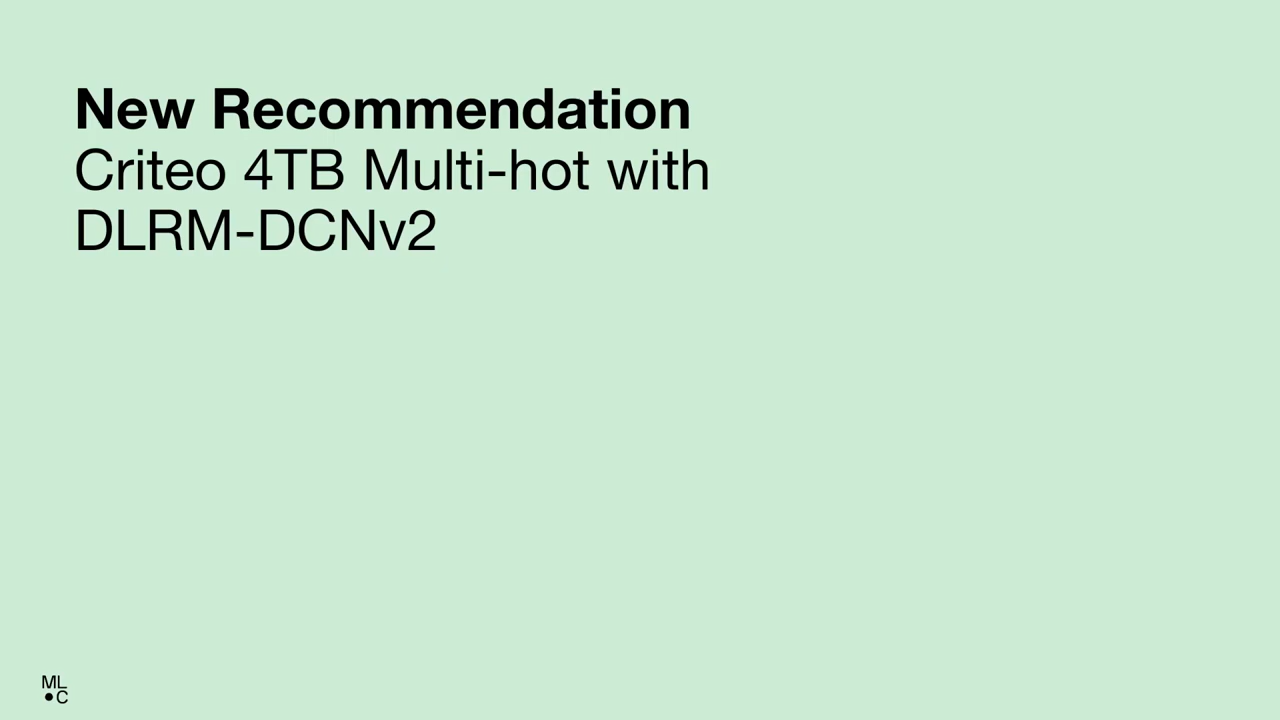 New Recommendation
Criteo 4TB Multi-hot with
DLRM-DCNv2
ML
•C